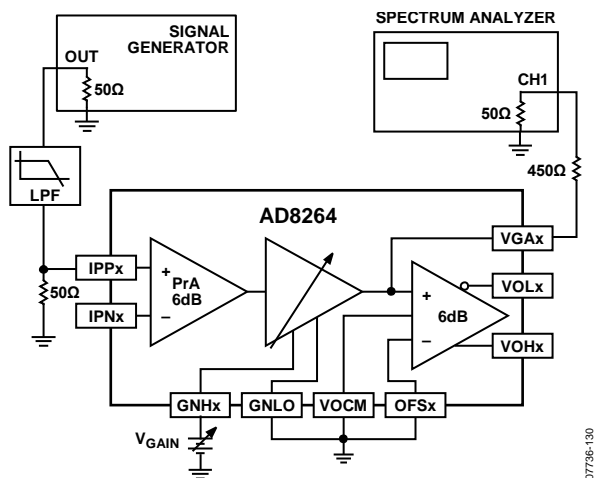 SIGNAL
GENERATOR
OUT
50Ω
SPECTRUM ANALYZER
CH1
50Ω
450Ω
LPF
50Ω
AD8264
IPPx
IPNx
+
PrA
6dB
–
+
6dB
–
VGAx
VOLx
VOHx
GNHx
GNLO
VOCM
OFSx
VGAIN
07736-130